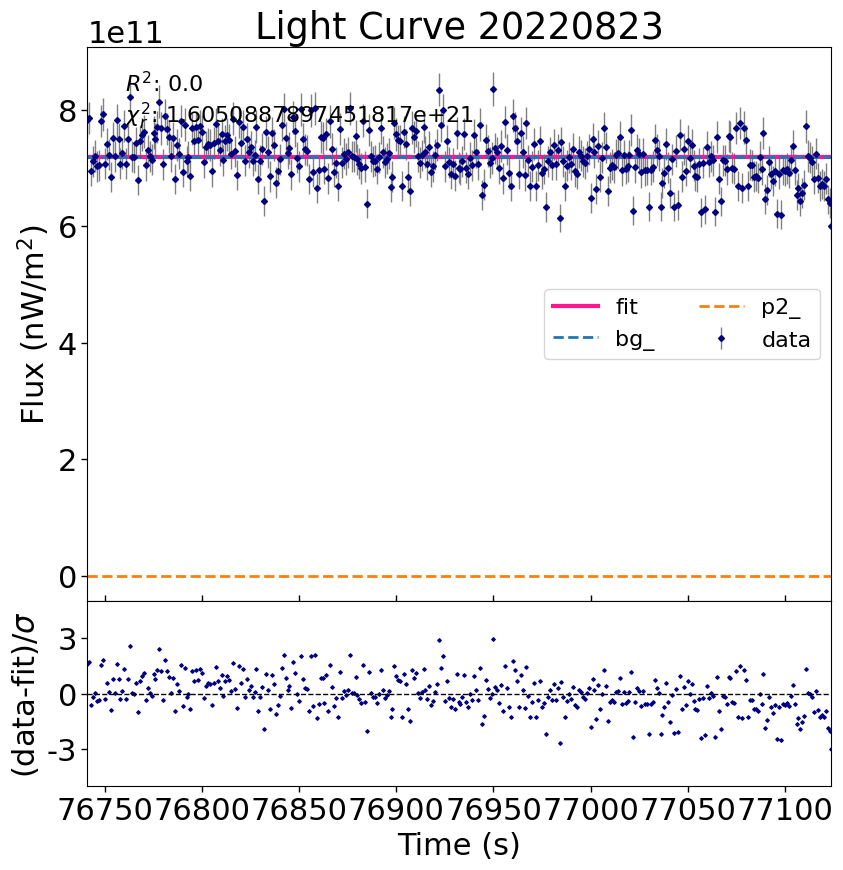 Light Curve 20220823
1e11
R²: 0.0
χ²ᵣ: 1.6050887897451817e+21
8
6
4
2
0
Flux (nW/m²)
fit
bg_
p2_
data
3
0
-3
(data-fit)/σ
76750 76800 76850 76900 76950 77000 77050 77100
Time (s)